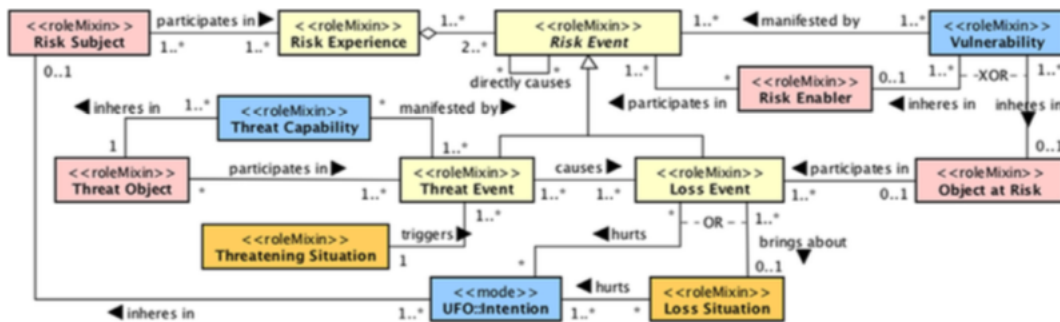 <<roleMixin>>
Risk Subject
participates in ▶
1..*
1..*
<<roleMixin>>
Risk Experience
1..*
2..*
<<roleMixin>>
Risk Event
*
*
directly causes
1..*
◀ manifested by
1..*
<<roleMixin>>
Vulnerability
0..1
1..*
◀ participates in
*
<<roleMixin>>
Risk Enabler
0..1
1..*
--XOR--
1..*
◀ inheres in
inheres in
▼
◀ inheres in
1..*
<<roleMixin>>
Threat Capability
*
manifested by ▶
1
1..*
0..1
<<roleMixin>>
Threat Object
participates in ▶
*
1..*
<<roleMixin>>
Threat Event
causes ▶
1..*
1..*
<<roleMixin>>
Loss Event
◀ participates in
1..*
0..1
<<roleMixin>>
Object at Risk
1..*
*
--OR--
1..*
<<roleMixin>>
Threatening Situation
triggers ▶
1
◀ hurts
*
brings about
▼
0..1
<<mode>>
UFO::Intention
◀ hurts
1..*
*
<<roleMixin>>
Loss Situation
◀ inheres in
1..*